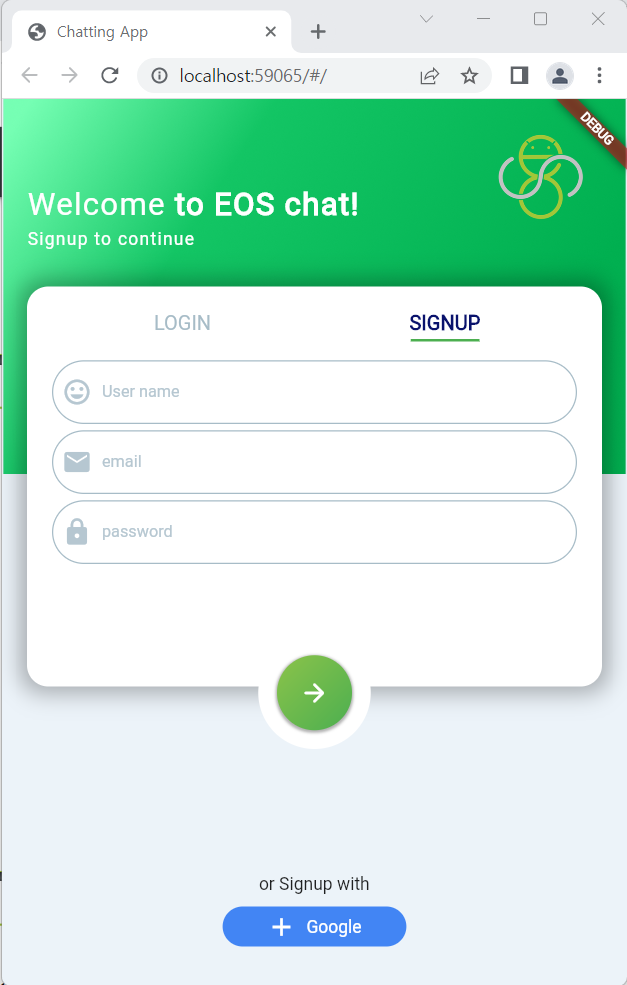 Chatting App
localhost:59065/#/
DEBUG
Welcome to EOS chat!
Signup to continue
LOGIN SIGNUP
User name
email
password
or Signup with
Google